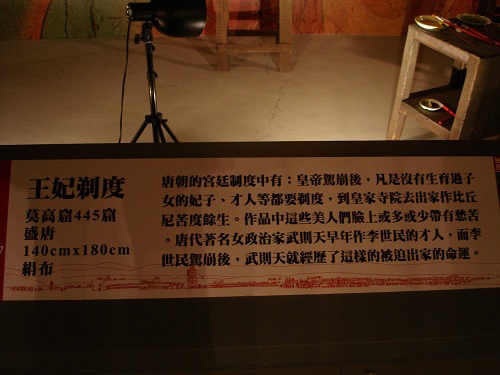 王妃剃度
莫高窟445窟
盛唐
140cmx180cm
絹布
唐朝的宮廷制度中有：皇帝駕崩後，凡是沒有生育過子
女的妃子、才人等都要剃度，到皇家寺院去出家作比丘
尼苦度餘生。作品中這些美人們臉上或多或少帶有愁苦
。唐代著名女政治家武則天早年作李世民的才人，而李
世民駕崩後，武則天就經歷了這樣的被迫出家的命運。